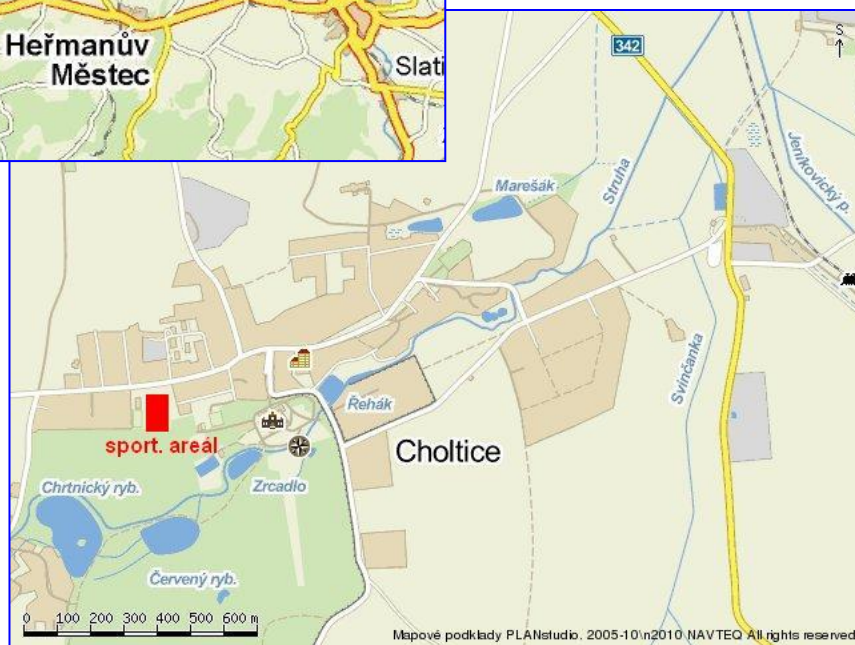 Heřmanův
Městec
Slati
342
S
Marešák
Struha
Jeníkovický p.
Svinčanka
Řehák
sport. areál
Choltice
Chrtnický ryb.
Zrcadlo
Červený ryb.
0 100 200 300 400 500 600 m
Mapové podklady PLANstudio, 2005-10\n2010 NAVTEQ All rights reserved